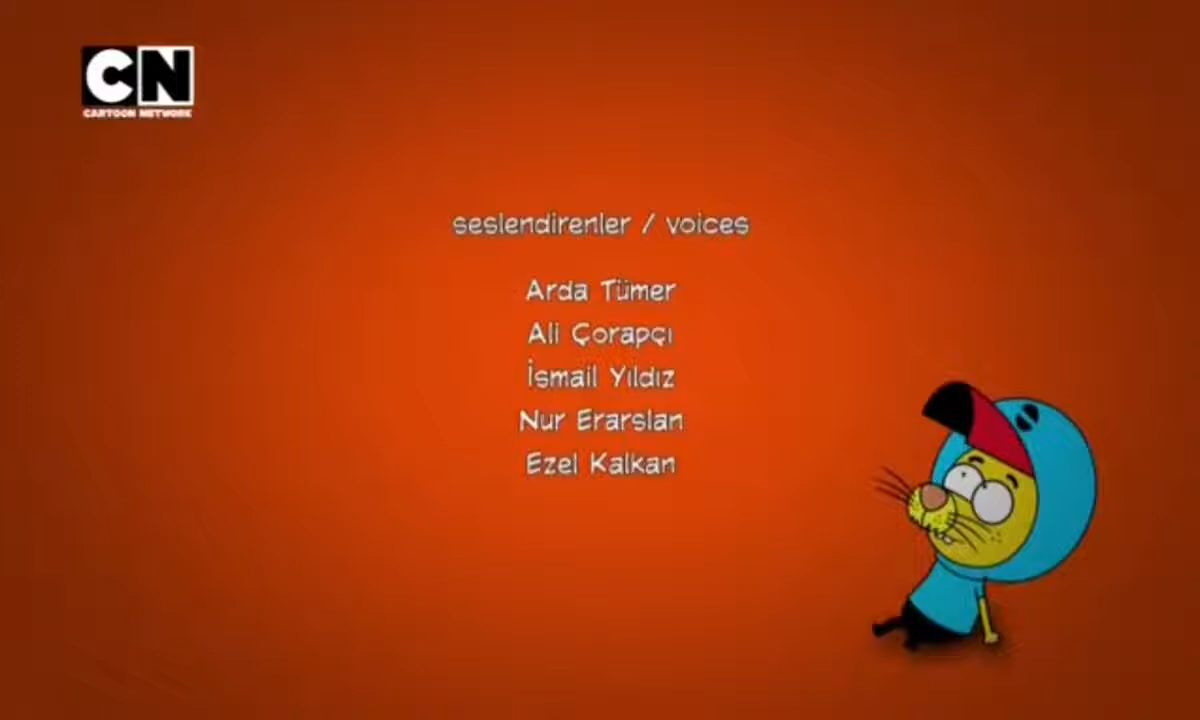 CN
CARTOON NETWORK
seslendirenler / voices
Arda Tümer
Ali Çorapçı
İsmail Yıldız
Nur Erarslan
Ezel Kalkan